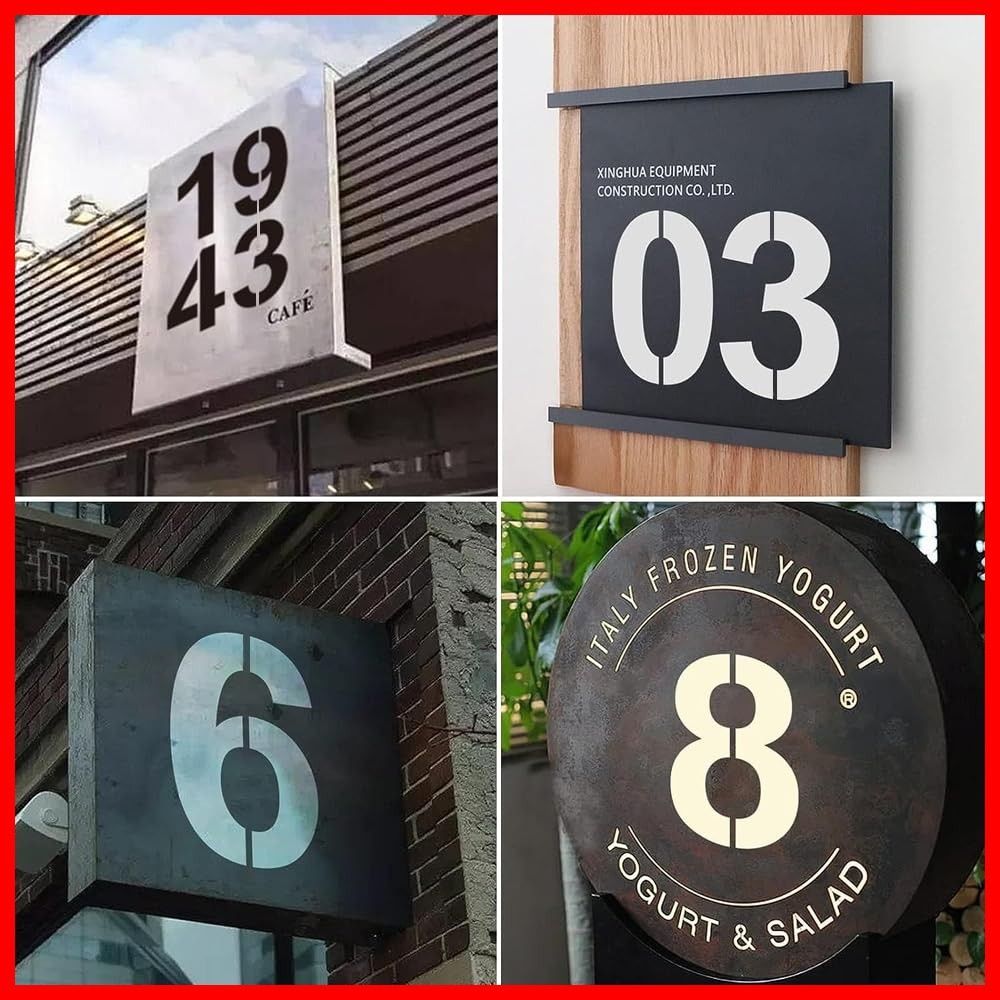 19
43
CAFÉ
XINGHUA EQUIPMENT
CONSTRUCTION CO. ,LTD.
03
6
ITALY FROZEN YOGURT
®
8
YOGURT & SALAD